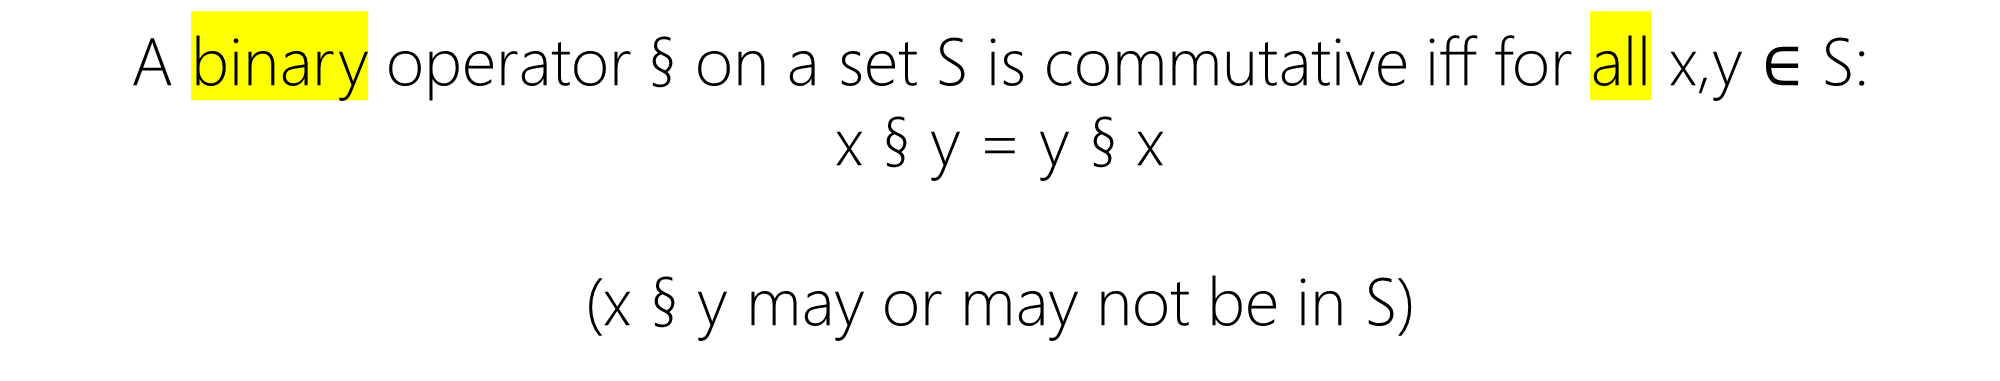 A binary operator § on a set S is commutative iff for all x,y ∈ S:
x § y = y § x
(x § y may or may not be in S)